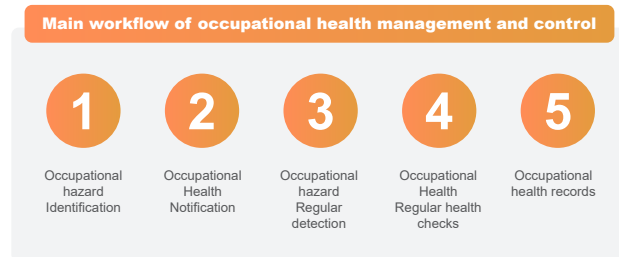 Main workflow of occupational health management and control
1
2
3
4
5
Occupational
hazard
Identification
Occupational
Health
Notification
Occupational
hazard
Regular
detection
Occupational
Health
Regular health
checks
Occupational
health records